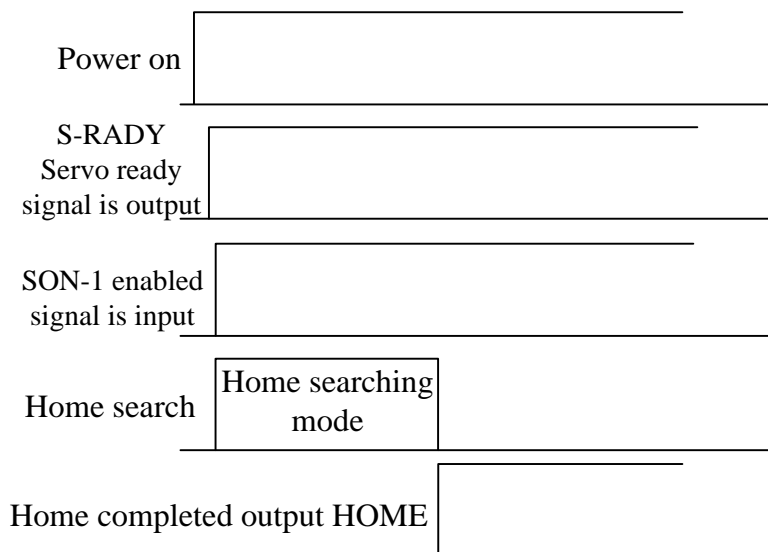 Power on
S-RADY
Servo ready
signal is output
SON-1 enabled
signal is input
Home search
Home searching
mode
Home completed output HOME